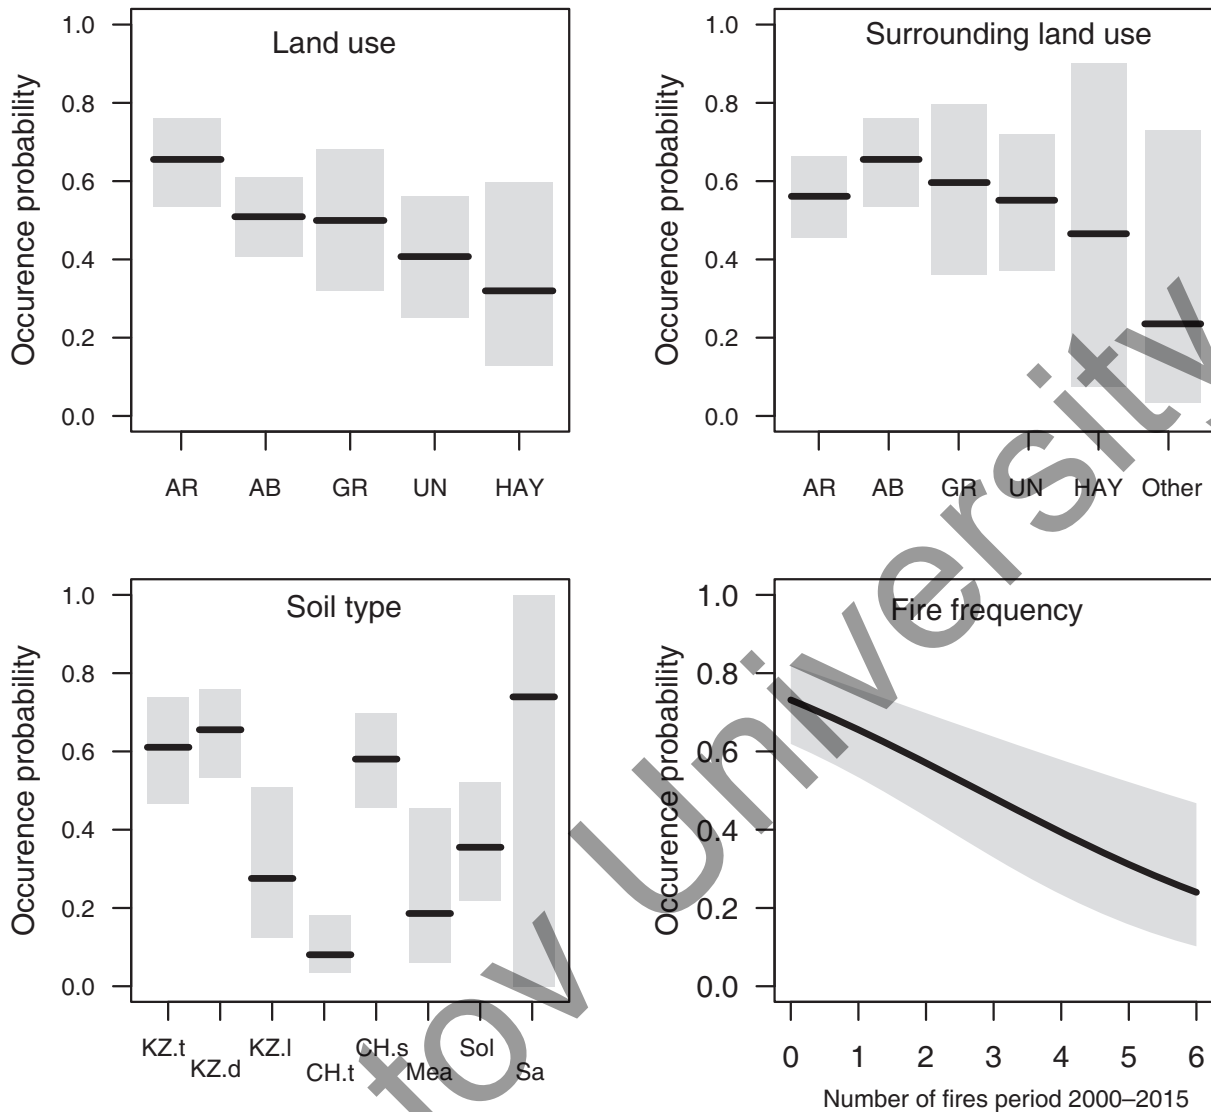 Land use
Occurence probability
1.0
0.8
0.6
0.4
0.2
0.0
AR AB GR UN HAY
Surrounding land use
Occurence probability
1.0
0.8
0.6
0.4
0.2
0.0
AR AB GR UN HAY Other
Soil type
Occurence probability
1.0
0.8
0.6
0.4
0.2
0.0
KZ.t KZ.d KZ.l CH.t CH.s Mea Sol Sa
Fire frequency
Occurence probability
1.0
0.8
0.6
0.4
0.2
0.0
0 1 2 3 4 5 6
Number of fires period 2000–2015
tov University